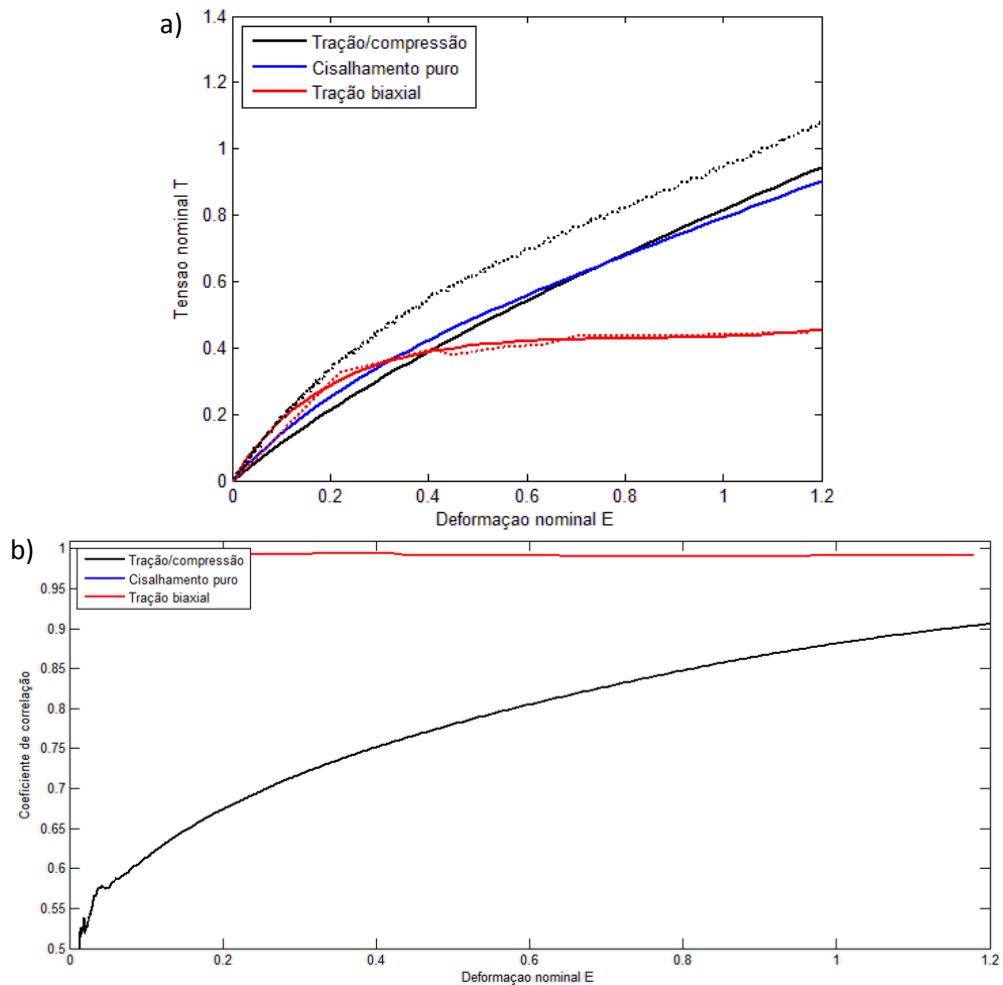 a)
1.4
1.2
1
0.8
0.6
0.4
0.2
0
Tração/compressão
Cisalhamento puro
Tração biaxial
Tensao nominal T
0 0.2 0.4 0.6 0.8 1 1.2
Deformaçao nominal E
b)
1
0.95
0.9
0.85
0.8
0.75
0.7
0.65
0.6
0.55
0.5
Tração/compressão
Cisalhamento puro
Tração biaxial
Coeficiente de correlação
0 0.2 0.4 0.6 0.8 1 1.2
Deformaçao nominal E